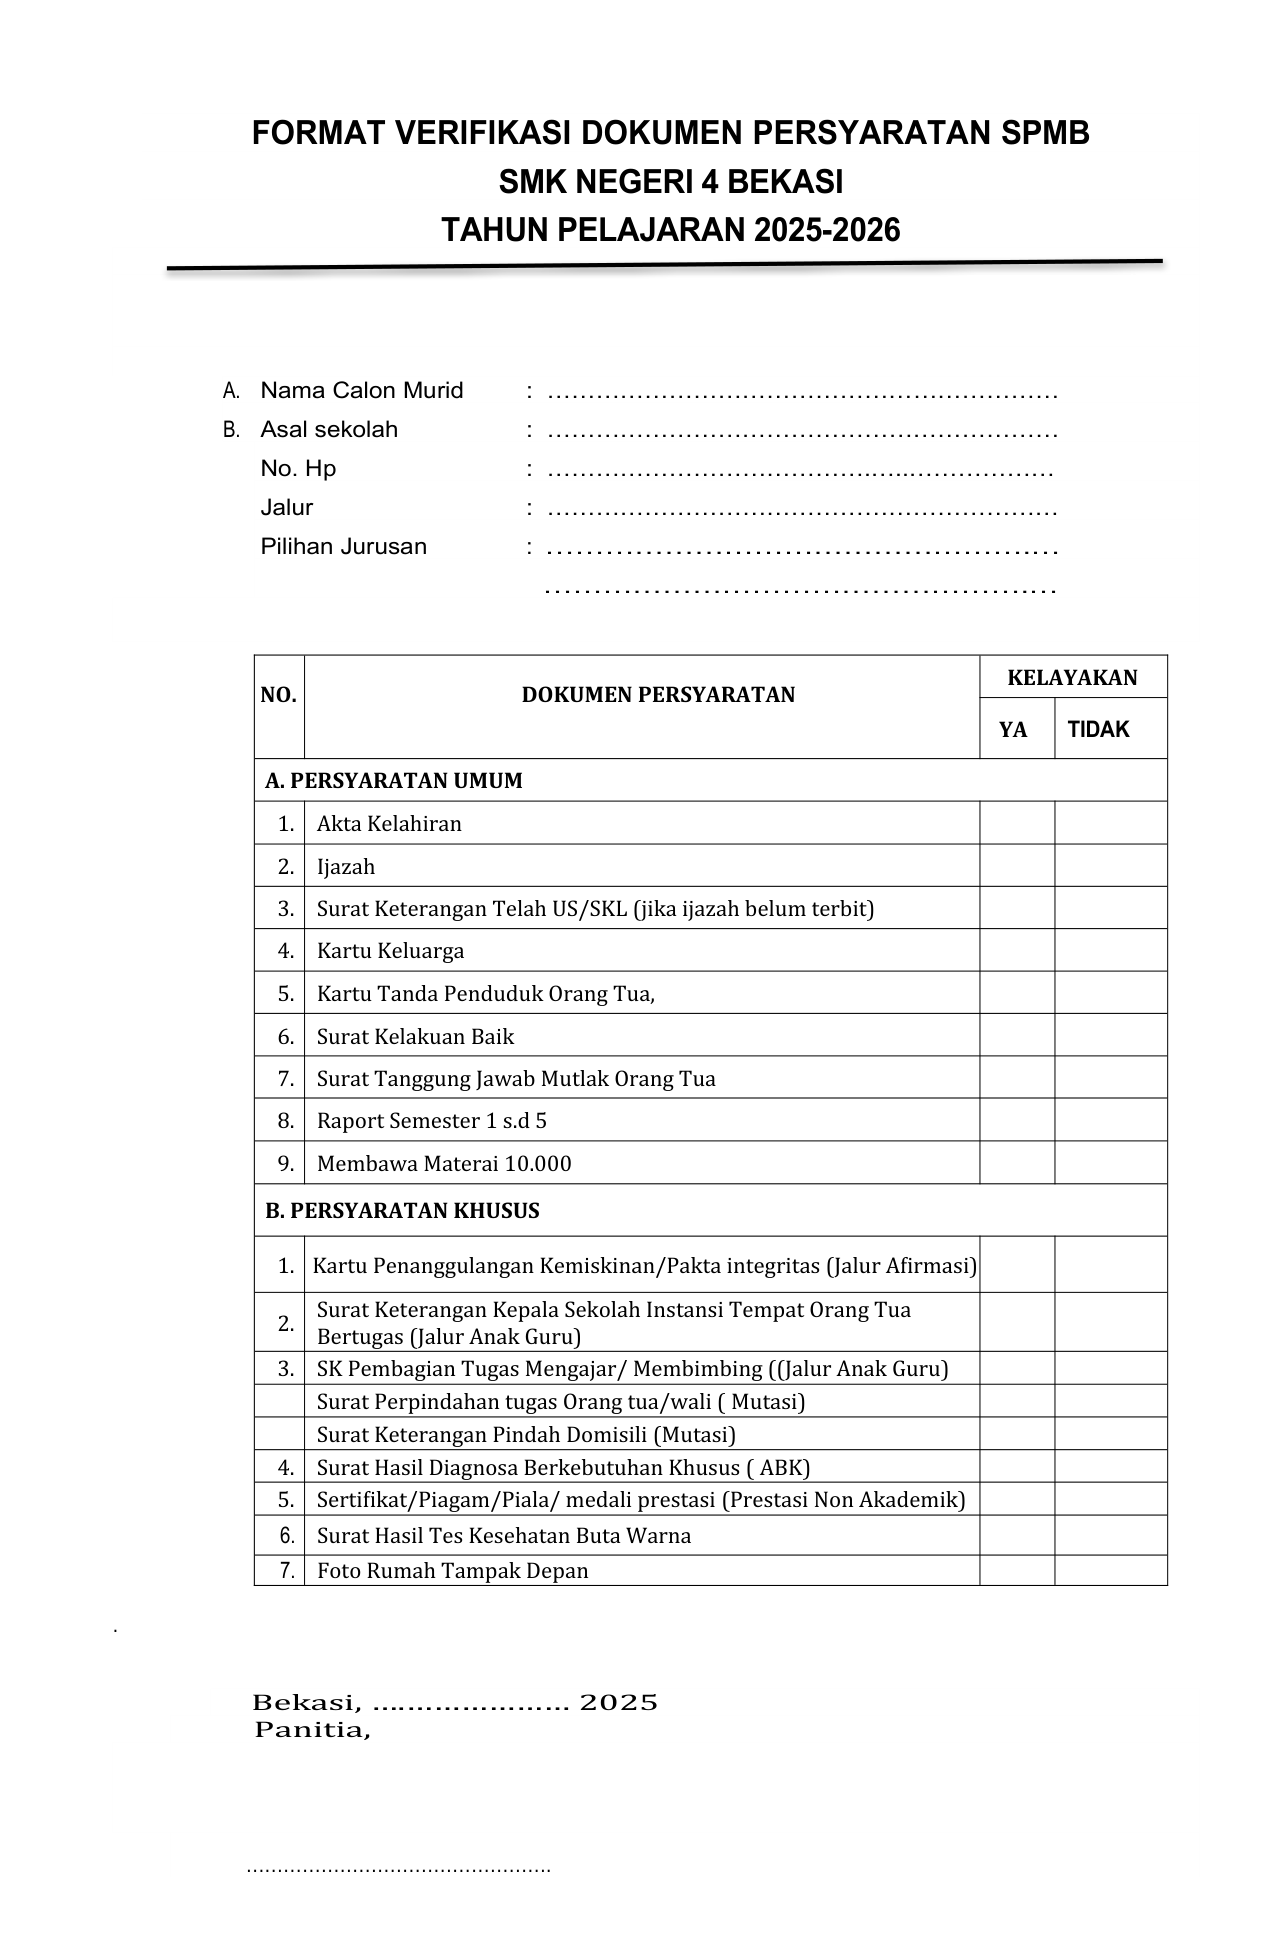 FORMAT VERIFIKASI DOKUMEN PERSYARATAN SPMB
SMK NEGERI 4 BEKASI
TAHUN PELAJARAN 2025-2026
A. Nama Calon Murid : ……………………………………………………
B. Asal sekolah : ……………………………………………………
No. Hp : ………………………………….…..………………
Jalur : ……………………………………………………
Pilihan Jurusan : ……………………………………………………
……………………………………………………
NO. DOKUMEN PERSYARATAN KELAYAKAN
YA TIDAK
A. PERSYARATAN UMUM
1. Akta Kelahiran
2. Ijazah
3. Surat Keterangan Telah US/SKL (jika ijazah belum terbit)
4. Kartu Keluarga
5. Kartu Tanda Penduduk Orang Tua,
6. Surat Kelakuan Baik
7. Surat Tanggung Jawab Mutlak Orang Tua
8. Raport Semester 1 s.d 5
9. Membawa Materai 10.000
B. PERSYARATAN KHUSUS
1. Kartu Penanggulangan Kemiskinan/Pakta integritas (Jalur Afirmasi)
2. Surat Keterangan Kepala Sekolah Instansi Tempat Orang Tua
Bertugas (Jalur Anak Guru)
3. SK Pembagian Tugas Mengajar/ Membimbing ((Jalur Anak Guru)
Surat Perpindahan tugas Orang tua/wali ( Mutasi)
Surat Keterangan Pindah Domisili (Mutasi)
4. Surat Hasil Diagnosa Berkebutuhan Khusus ( ABK)
5. Sertifikat/Piagam/Piala/ medali prestasi (Prestasi Non Akademik)
6. Surat Hasil Tes Kesehatan Buta Warna
7. Foto Rumah Tampak Depan
.
Bekasi, …………………… 2025
Panitia,
………………………………………….